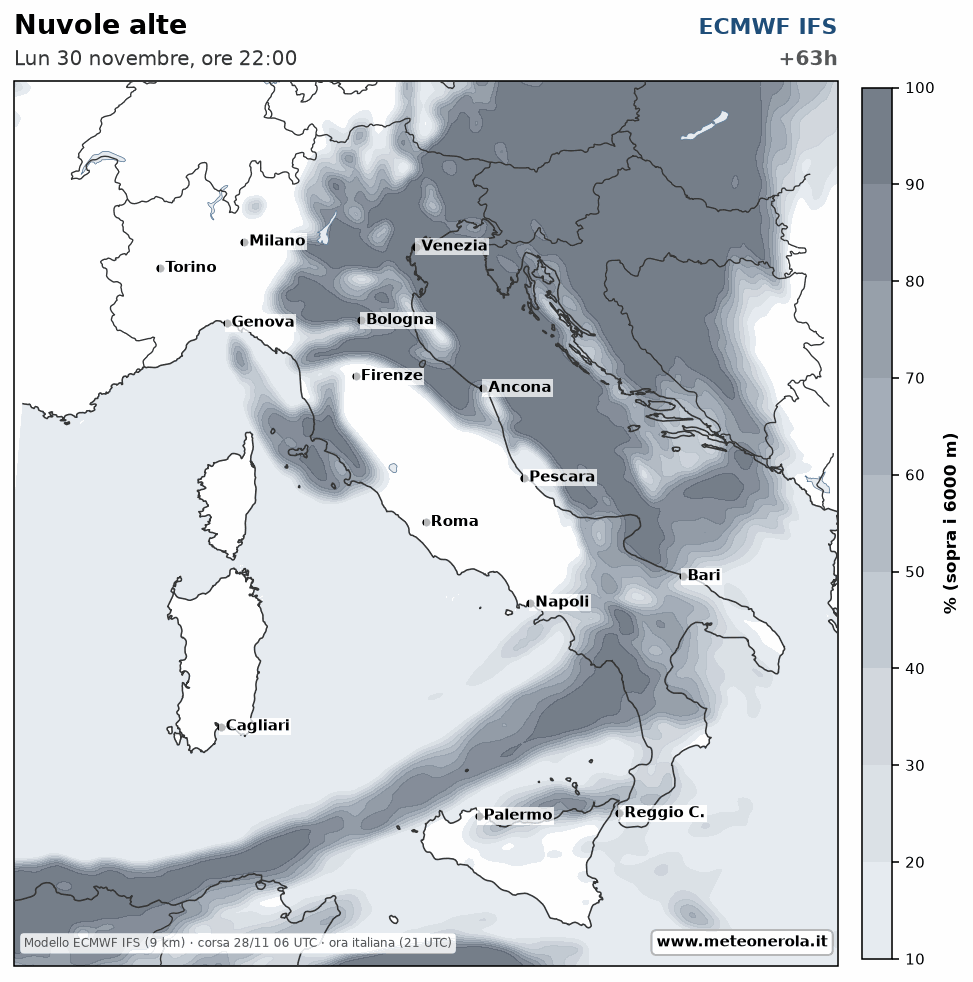 Nuvole alte
ECMWF IFS
Lun 30 novembre, ore 22:00
+63h
Milano
Venezia
Torino
Genova
Bologna
Firenze
Ancona
Pescara
Roma
Bari
Napoli
Cagliari
Palermo
Reggio C.
Modello ECMWF IFS (9 km) · corsa 28/11 06 UTC · ora italiana (21 UTC)
www.meteonerola.it
100
90
80
70
60
50
40
30
20
10
% (sopra i 6000 m)